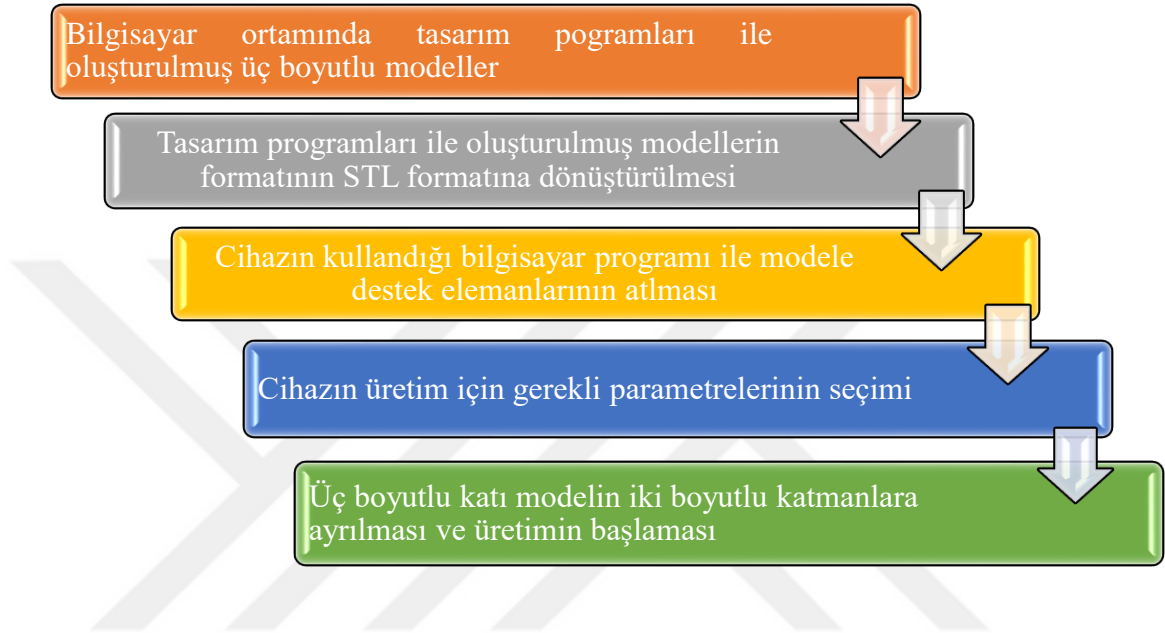 Bilgisayar ortamında tasarım pogramları ile
oluşturulmuş üç boyutlu modeller
Tasarım programları ile oluşturulmuş modellerin
formatının STL formatına dönüştürülmesi
Cihazın kullandığı bilgisayar programı ile modele
destek elemanlarının atlması
Cihazın üretim için gerekli parametrelerinin seçimi
Üç boyutlu katı modelin iki boyutlu katmanlara
ayrılması ve üretimin başlaması